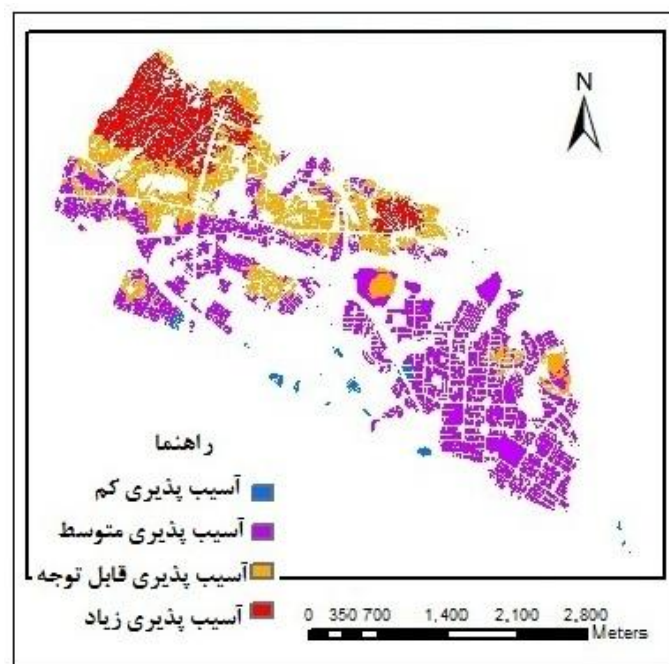 N
راهنما
آسیب پذیری کم
آسیب پذیری متوسط
آسیب پذیری قابل توجه
آسیب پذیری زیاد
0 350 700 1,400 2,100 2,800
Meters